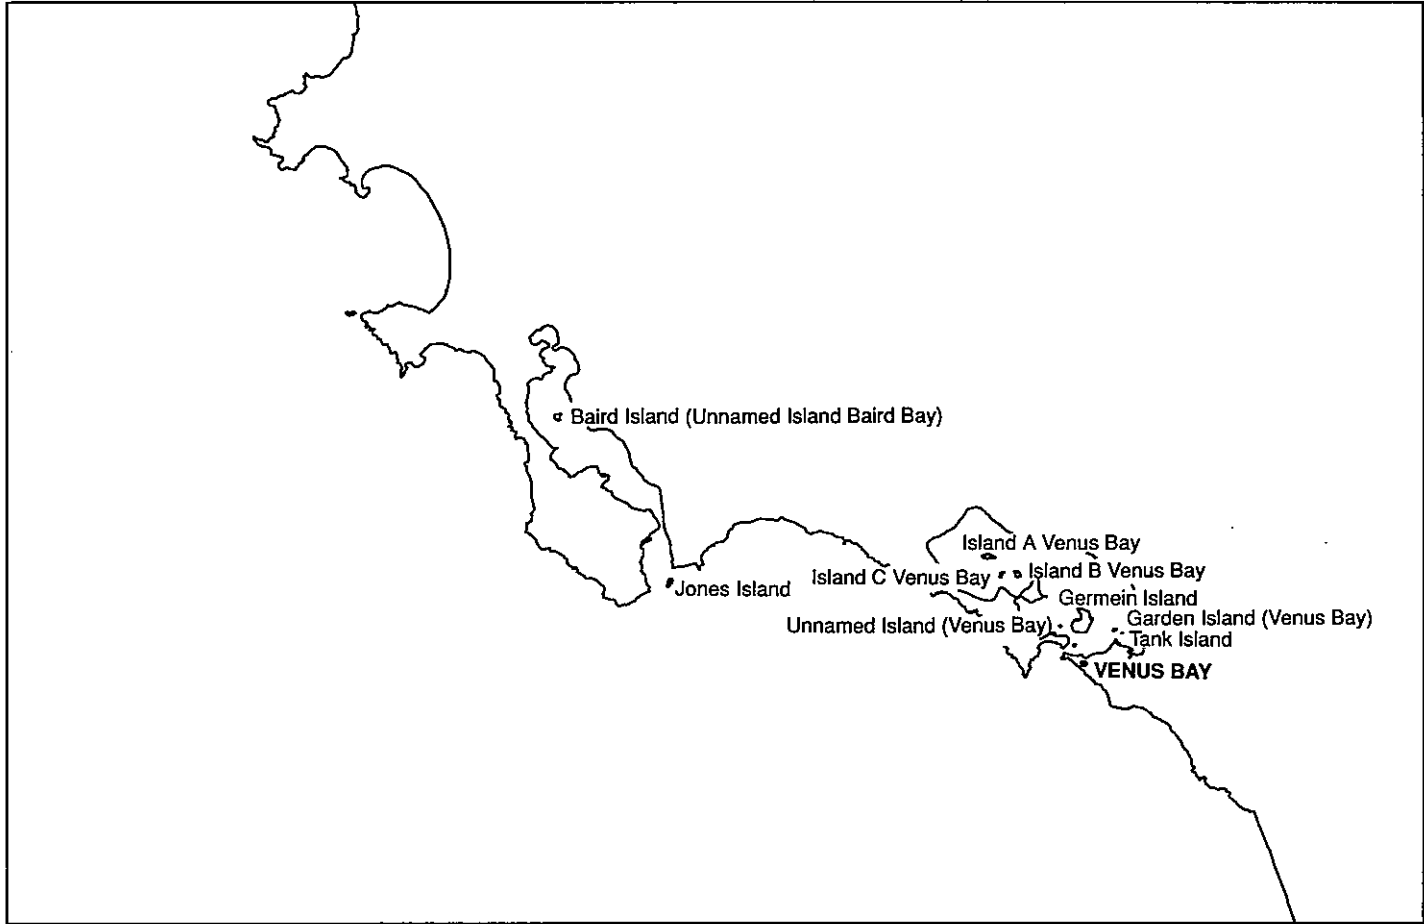 Baird Island (Unnamed Island Baird Bay)
Island A Venus Bay
Island C Venus Bay
Island B Venus Bay
Jones Island
Germein Island
Unnamed Island (Venus Bay)
Garden Island (Venus Bay)
Tank Island
VENUS BAY